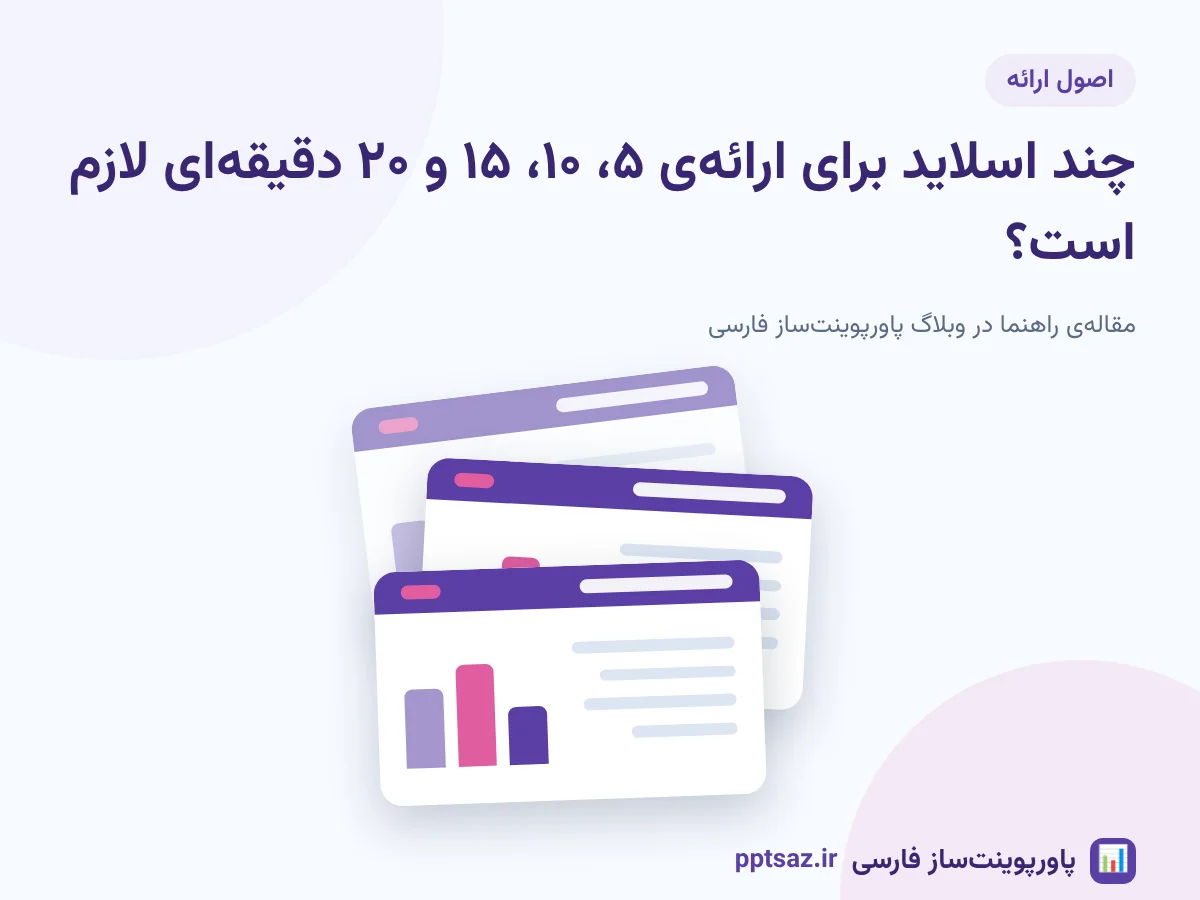 اصول ارائه
چند اسلاید برای ارائه‌ی ۵، ۱۰، ۱۵ و ۲۰ دقیقه‌ای لازم
است؟
مقاله‌ی راهنما در وبلاگ پاورپوینت‌ساز فارسی
پاورپوینت‌ساز فارسی pptsaz.ir